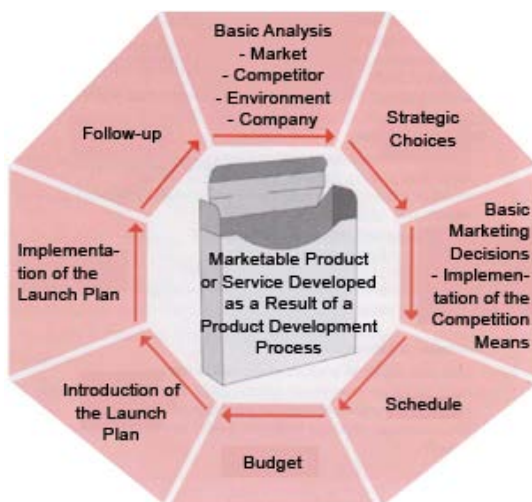 Basic Analysis
- Market
- Competitor
- Environment
- Company
Strategic
Choices
Basic
Marketing
Decisions
- Implemen-
tation of the
Competition
Means
Schedule
Budget
Introduction of
the Launch
Plan
Implementa-
tion of the
Launch Plan
Follow-up
Marketable Product
or Service Developed
as a Result of a
Product Development
Process